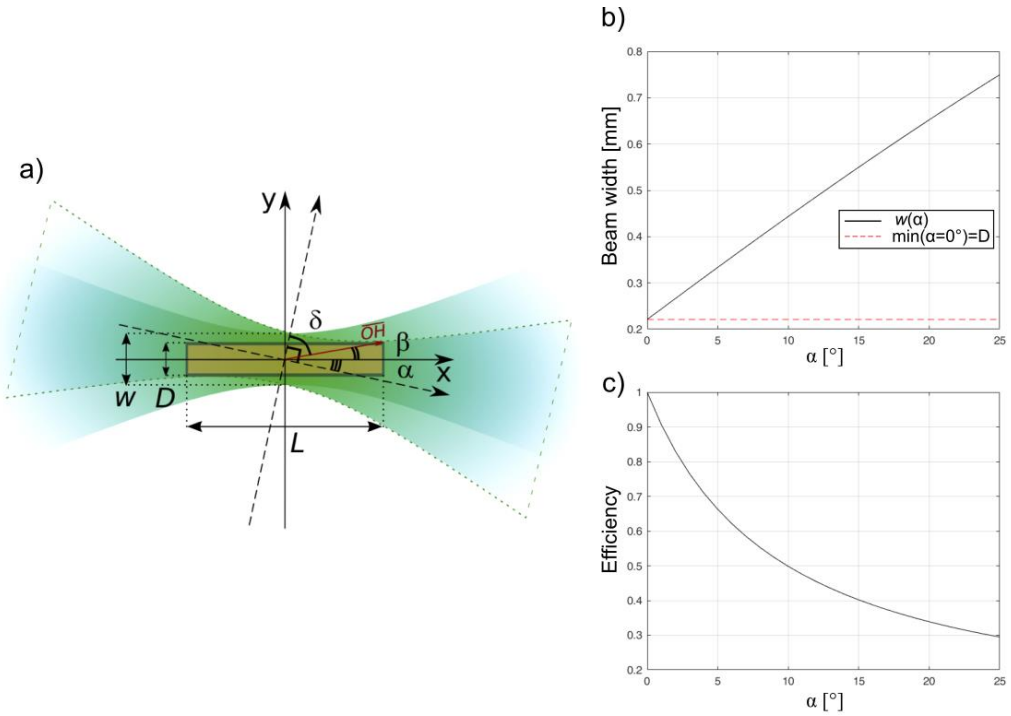 a)
y
δ
OH
β
α
x
w
D
L
b)
0.8
0.7
0.6
0.5
0.4
0.3
0.2
Beam width [mm]
w(α)
min(α=0°)=D
0 5 10 15 20 25
α [°]
c)
1
0.9
0.8
0.7
0.6
0.5
0.4
0.3
0.2
Efficiency
0 5 10 15 20 25
α [°]